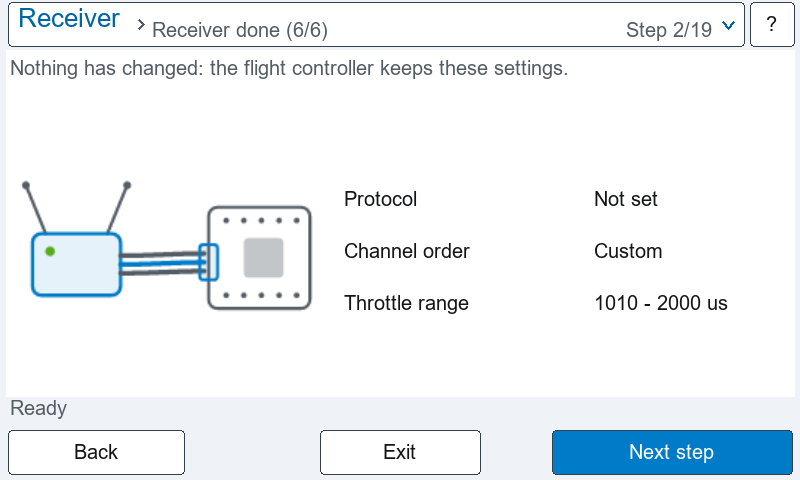 Receiver › Receiver done (6/6) Step 2/19 ?
Nothing has changed: the flight controller keeps these settings.
Protocol Not set
Channel order Custom
Throttle range 1010 - 2000 us
Ready
Back Exit Next step